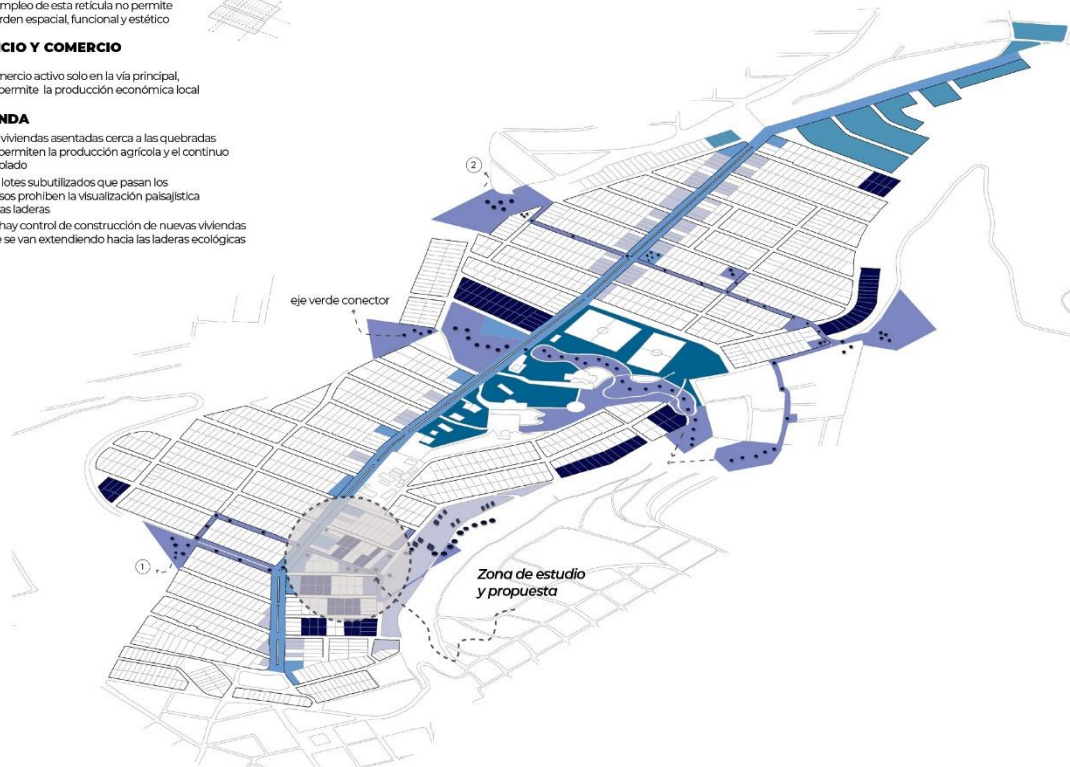 mpleo de esta retícula no permite
rden espacial, funcional y estético
CIO Y COMERCIO
mercio activo solo en la vía principal,
permite la producción económica local
NDA
viviendas asentadas cerca a las quebradas
permiten la producción agrícola y el continuo
olado
lotes subutilizados que pasan los
sos prohiben la visualización paisajística
as laderas
hay control de construcción de nuevas viviendas
e se van extendiendo hacia las laderas ecológicas
2
eje verde conector
1
Zona de estudio
y propuesta